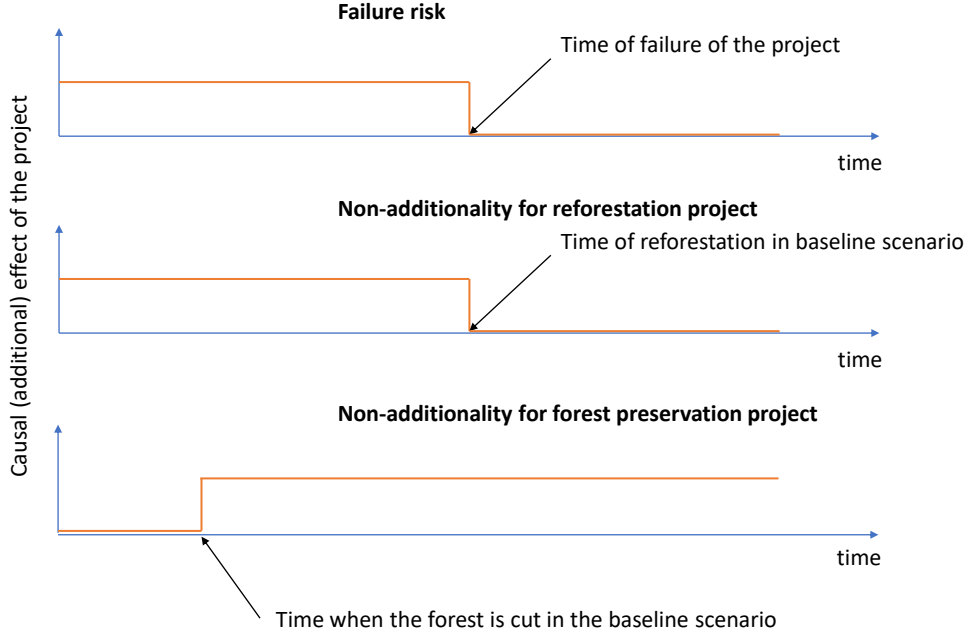 Failure risk
Time of failure of the project
time
Causal (additional) effect of the project
Non-additionality for reforestation project
Time of reforestation in baseline scenario
time
Non-additionality for forest preservation project
time
Time when the forest is cut in the baseline scenario